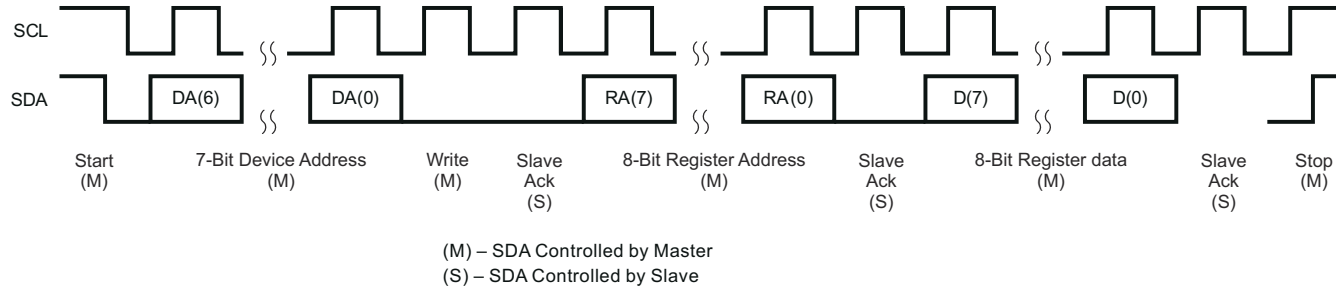 SCL
SDA
DA(6)
DA(0)
RA(7)
RA(0)
D(7)
D(0)
Start
(M)
7-Bit Device Address
(M)
Write
(M)
Slave
Ack
(S)
8-Bit Register Address
(M)
Slave
Ack
(S)
8-Bit Register data
(M)
Slave
Ack
(S)
Stop
(M)
(M) – SDA Controlled by Master
(S) – SDA Controlled by Slave